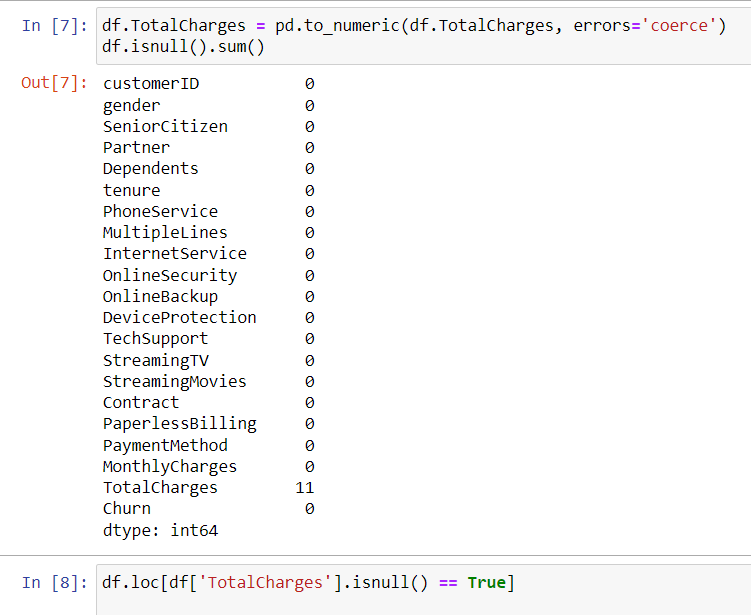 In [7]: df.TotalCharges = pd.to_numeric(df.TotalCharges, errors='coerce')
df.isnull().sum()
Out[7]: customerID 0
gender 0
SeniorCitizen 0
Partner 0
Dependents 0
tenure 0
PhoneService 0
MultipleLines 0
InternetService 0
OnlineSecurity 0
OnlineBackup 0
DeviceProtection 0
TechSupport 0
StreamingTV 0
StreamingMovies 0
Contract 0
PaperlessBilling 0
PaymentMethod 0
MonthlyCharges 0
TotalCharges 11
Churn 0
dtype: int64
In [8]: df.loc[df['TotalCharges'].isnull() == True]